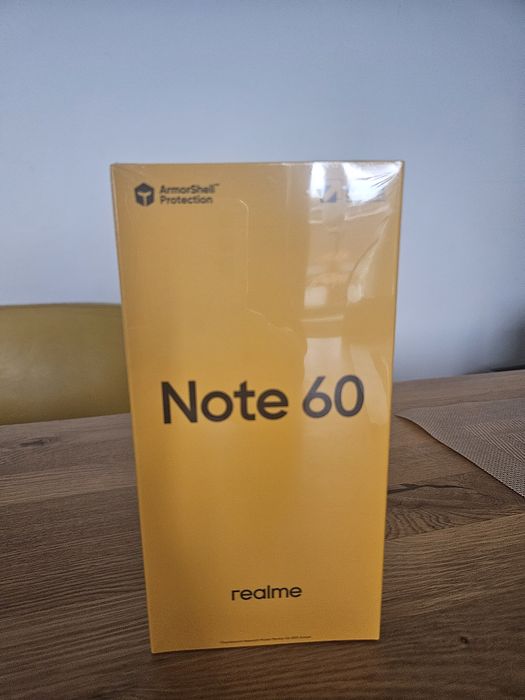 ArmorShell™
Protection
Note 60
realme